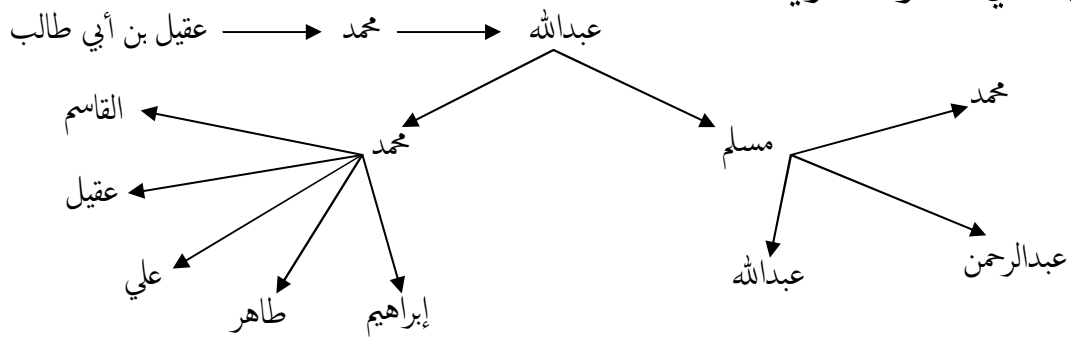 عقيل بن أبي طالب محمد عبدالله
محمد
القاسم
محمد
مسلم
عقيل
عبدالرحمن
عبدالله
علي
إبراهيم
طاهر